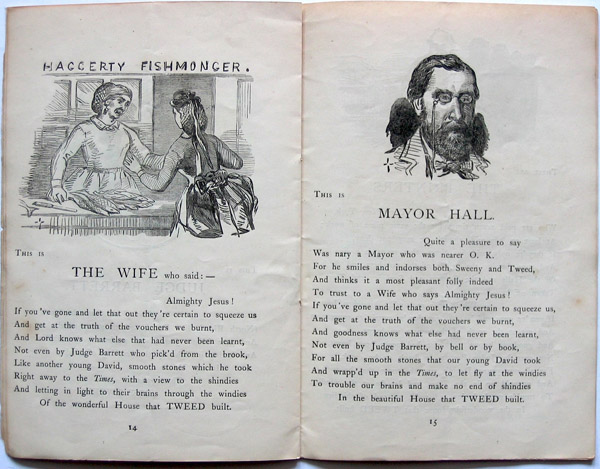 HAGGERTY FISHMONGER.
THIS IS
THE WIFE who said:—
Almighty Jesus!
If you've gone and let that out they're certain to squeeze us
And get at the truth of the vouchers we burnt,
And Lord knows what else that had never been learnt,
Not even by Judge Barrett who pick'd from the brook,
Like another young David, smooth stones which he took
Right away to the Times, with a view to the shindies
And letting in light to their brains through the windies
Of the wonderful House that TWEED built.
14
THIS IS
MAYOR HALL.
Quite a pleasure to say
Was nary a Mayor who was nearer O. K.
For he smiles and indorses both Sweeny and Tweed,
And thinks it a most pleasant folly indeed
To trust to a Wife who says Almighty Jesus!
If you've gone and let that out they're certain to squeeze us,
And get at the truth of the vouchers we burnt,
And goodness knows what else had never been learnt,
Not even by Judge Barrett, by bell or by book,
For all the smooth stones that our young David took
And wrapp'd up in the Times, to let fly at the windies
To trouble our brains and make no end of shindies
In the beautiful House that TWEED built.
15